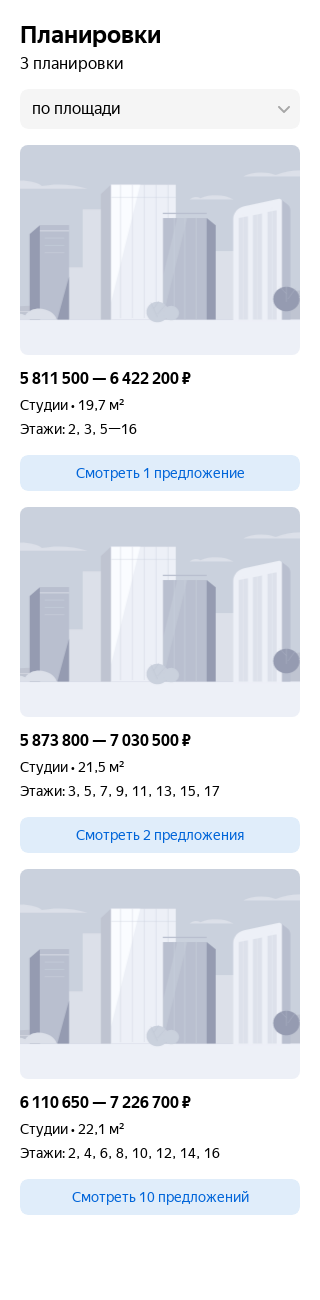 Планировки
3 планировки
по площади
5 811 500 — 6 422 200 ₽
Студии • 19,7 м²
Этажи: 2, 3, 5—16
Смотреть 1 предложение
5 873 800 — 7 030 500 ₽
Студии • 21,5 м²
Этажи: 3, 5, 7, 9, 11, 13, 15, 17
Смотреть 2 предложения
6 110 650 — 7 226 700 ₽
Студии • 22,1 м²
Этажи: 2, 4, 6, 8, 10, 12, 14, 16
Смотреть 10 предложений